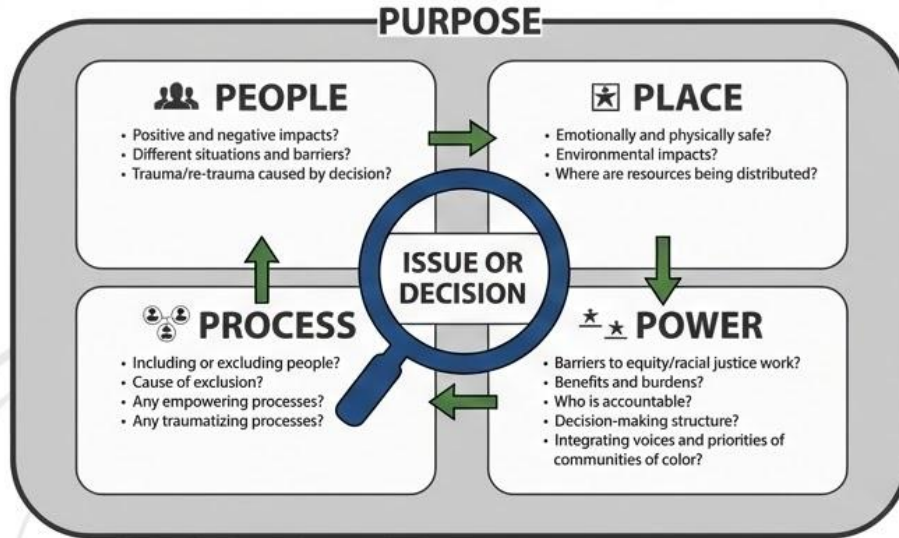 PURPOSE
PEOPLE
• Positive and negative impacts?
• Different situations and barriers?
• Trauma/re-trauma caused by decision?
PLACE
• Emotionally and physically safe?
• Environmental impacts?
• Where are resources being distributed?
ISSUE OR
DECISION
PROCESS
• Including or excluding people?
• Cause of exclusion?
• Any empowering processes?
• Any traumatizing processes?
POWER
• Barriers to equity/racial justice work?
• Benefits and burdens?
• Who is accountable?
• Decision-making structure?
• Integrating voices and priorities of
communities of color?